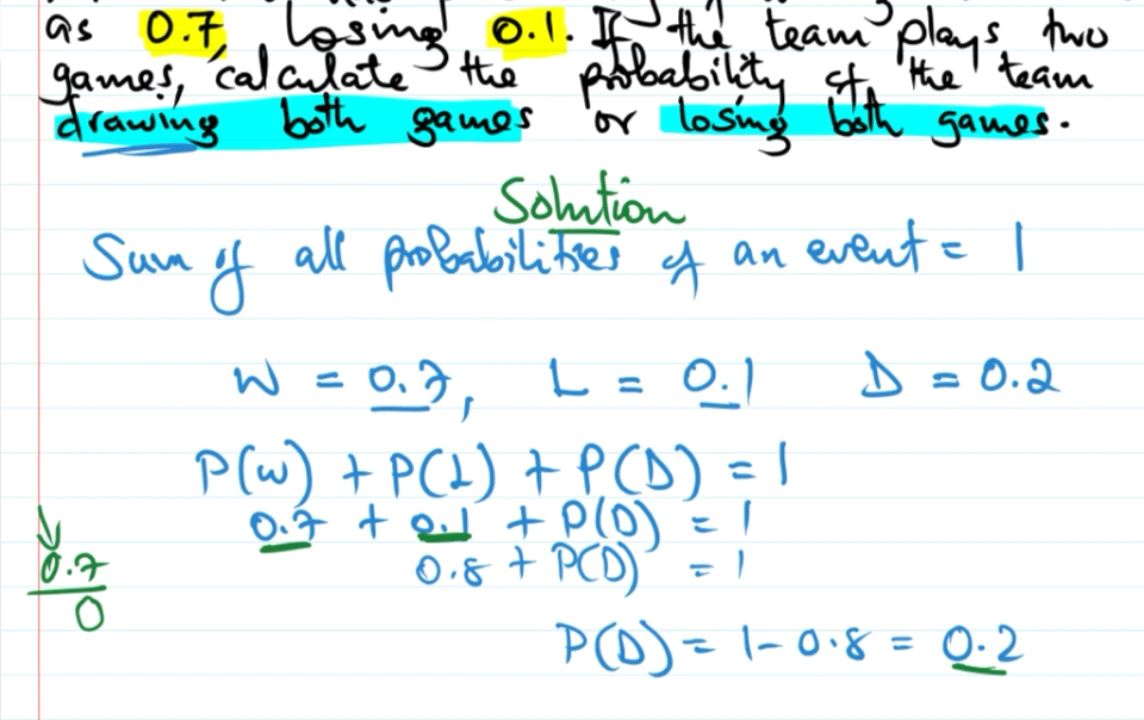 as 0.7, losing 0.1. If the team plays two
games, calculate the probability of the team
drawing both games or losing both games.
Solution
Sum of all probabilities of an event = 1
W = 0.7, L = 0.1 D = 0.2
P(W) + P(L) + P(D) = 1
0.7 + 0.1 + P(D) = 1
0.8 + P(D) = 1
0.7
0
P(D) = 1 - 0.8 = 0.2